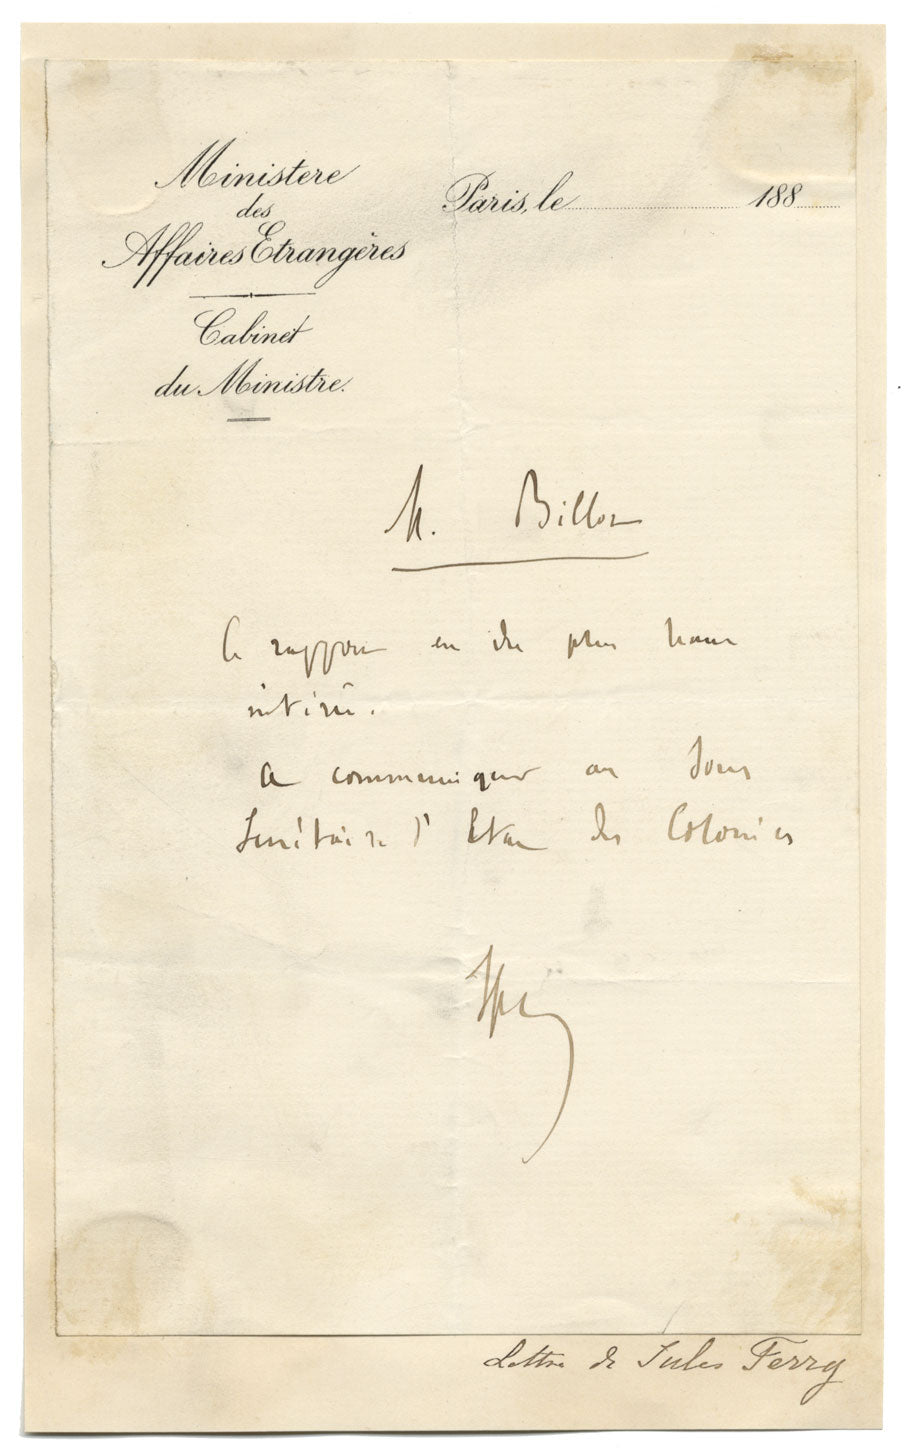 Ministere
des
Affaires Etrangères
Cabinet
du Ministre.
Paris, le 188
M. Billot
le rapport est du plus haut
intérêt.
A communiquer au Sous
Secrétaire d'Etat des Colonies
Lettre de Jules Ferry